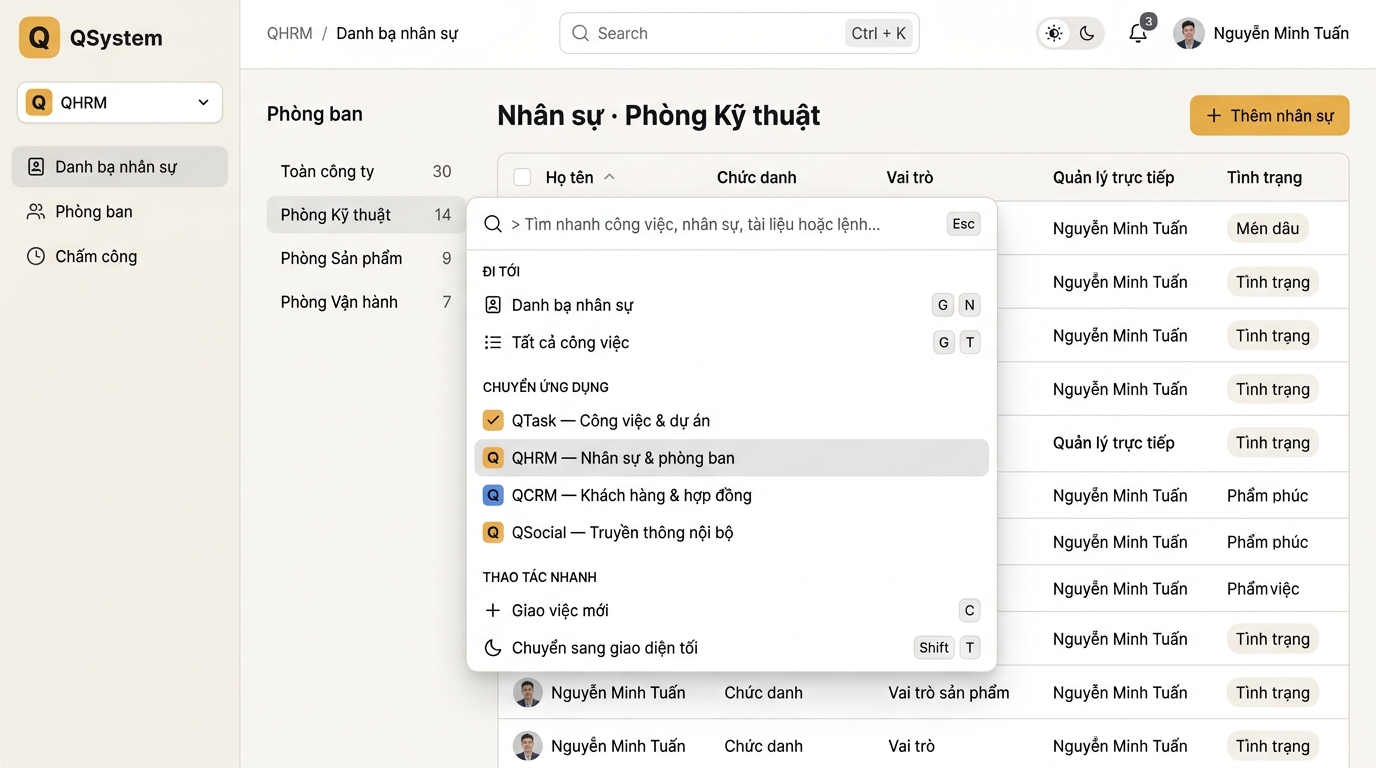 Q QSystem
Q QHRM
Danh bạ nhân sự
Phòng ban
Chấm công
QHRM / Danh bạ nhân sự
Search Ctrl + K
3
Nguyễn Minh Tuấn
Phòng ban
Toàn công ty 30
Phòng Kỹ thuật 14
Phòng Sản phẩm 9
Phòng Vận hành 7
Nhân sự · Phòng Kỹ thuật
+ Thêm nhân sự
Họ tên Chức danh Vai trò Quản lý trực tiếp Tình trạng
> Tìm nhanh công việc, nhân sự, tài liệu hoặc lệnh... Esc
ĐI TỚI
Danh bạ nhân sự G N
Tất cả công việc G T
CHUYỂN ỨNG DỤNG
QTask — Công việc & dự án
Q QHRM — Nhân sự & phòng ban
Q QCRM — Khách hàng & hợp đồng
Q QSocial — Truyền thông nội bộ
THAO TÁC NHANH
+ Giao việc mới C
Chuyển sang giao diện tối Shift T
Nguyễn Minh Tuấn Mén dâu
Nguyễn Minh Tuấn Tình trạng
Nguyễn Minh Tuấn Tình trạng
Nguyễn Minh Tuấn Tình trạng
Quản lý trực tiếp Tình trạng
Nguyễn Minh Tuấn Phẩm phúc
Nguyễn Minh Tuấn Phẩm phúc
Nguyễn Minh Tuấn Phẩm việc
Nguyễn Minh Tuấn Tình trạng
Nguyễn Minh Tuấn Chức danh Vai trò sản phẩm Nguyễn Minh Tuấn Tình trạng
Nguyễn Minh Tuấn Chức danh Vai trò Nguyễn Minh Tuấn Tình trạng